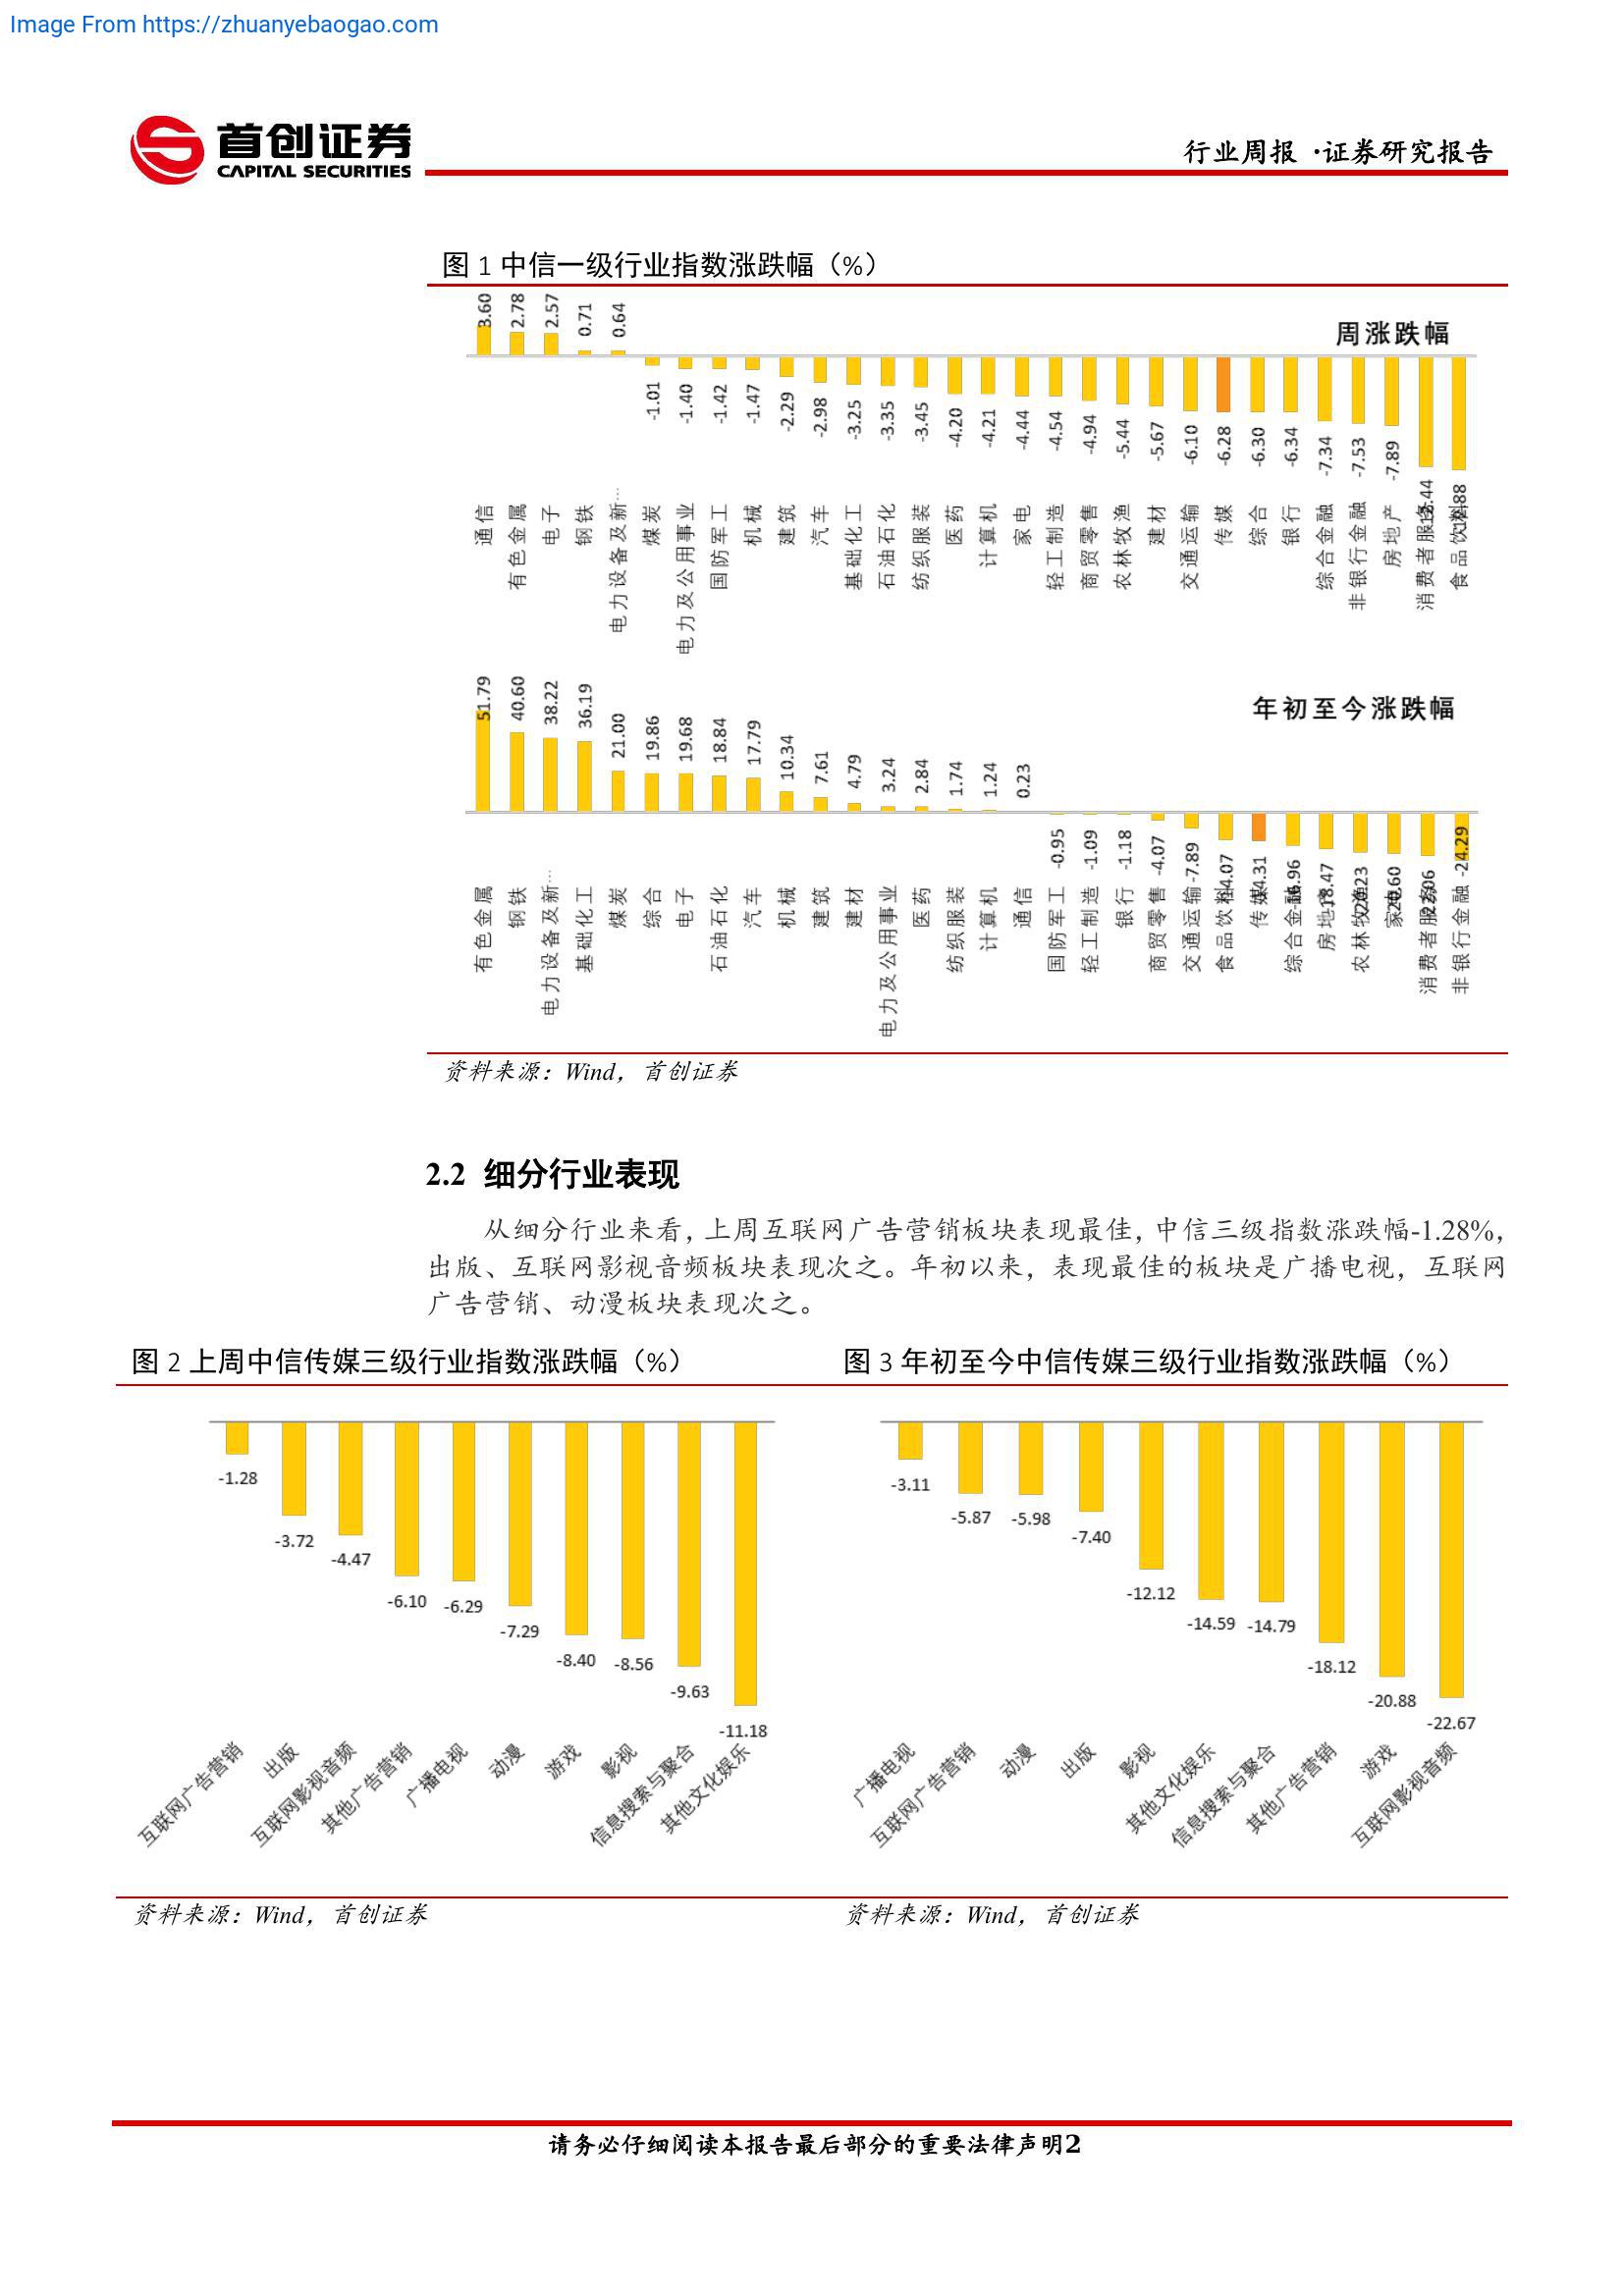 Image From https://zhuanyebaogao.com
首创证券
CAPITAL SECURITIES
行业周报 ·证券研究报告
图 1 中信一级行业指数涨跌幅（%）
周涨跌幅
3.60 2.78 2.57 0.71 0.64
-1.01 -1.40 -1.42 -1.47 -2.29 -2.98 -3.25 -3.35 -3.45 -4.20 -4.21 -4.44 -4.54 -4.94 -5.44 -5.67 -6.10 -6.28 -6.30 -6.34 -7.34 -7.53 -7.89
通信 有色金属 电子 钢铁 电力设备及新… 煤炭 电力及公用事业 国防军工 机械 建筑 汽车 基础化工 石油石化 纺织服装 医药 计算机 家电 轻工制造 商贸零售 农林牧渔 建材 交通运输 传媒 综合 银行 综合金融 非银行金融 房地产 消费者服务 食品饮料
年初至今涨跌幅
51.79 40.60 38.22 36.19 21.00 19.86 19.68 18.84 17.79 10.34 7.61 4.79 3.24 2.84 1.74 1.24 0.23
-0.95 -1.09 -1.18 -4.07 -7.89 -14.07 -14.31 -16.96 -18.47 -20.23 -20.60 -22.06 -24.29
有色金属 钢铁 电力设备及新… 基础化工 煤炭 综合 电子 石油石化 汽车 机械 建筑 建材 电力及公用事业 医药 纺织服装 计算机 通信 国防军工 轻工制造 银行 商贸零售 交通运输 食品饮料 传媒 综合金融 房地产 农林牧渔 家电 消费者服务 非银行金融
资料来源：Wind，首创证券
2.2 细分行业表现
从细分行业来看，上周互联网广告营销板块表现最佳，中信三级指数涨跌幅-1.28%，
出版、互联网影视音频板块表现次之。年初以来，表现最佳的板块是广播电视，互联网
广告营销、动漫板块表现次之。
图 2 上周中信传媒三级行业指数涨跌幅（%）
-1.28 -3.72 -4.47 -6.10 -6.29 -7.29 -8.40 -8.56 -9.63 -11.18
互联网广告营销 出版 互联网影视音频 其他广告营销 广播电视 动漫 游戏 影视 信息搜索与聚合 其他文化娱乐
资料来源：Wind，首创证券
图 3 年初至今中信传媒三级行业指数涨跌幅（%）
-3.11 -5.87 -5.98 -7.40 -12.12 -14.59 -14.79 -18.12 -20.88 -22.67
广播电视 互联网广告营销 动漫 出版 影视 其他文化娱乐 信息搜索与聚合 其他广告营销 游戏 互联网影视音频
资料来源：Wind，首创证券
请务必仔细阅读本报告最后部分的重要法律声明2